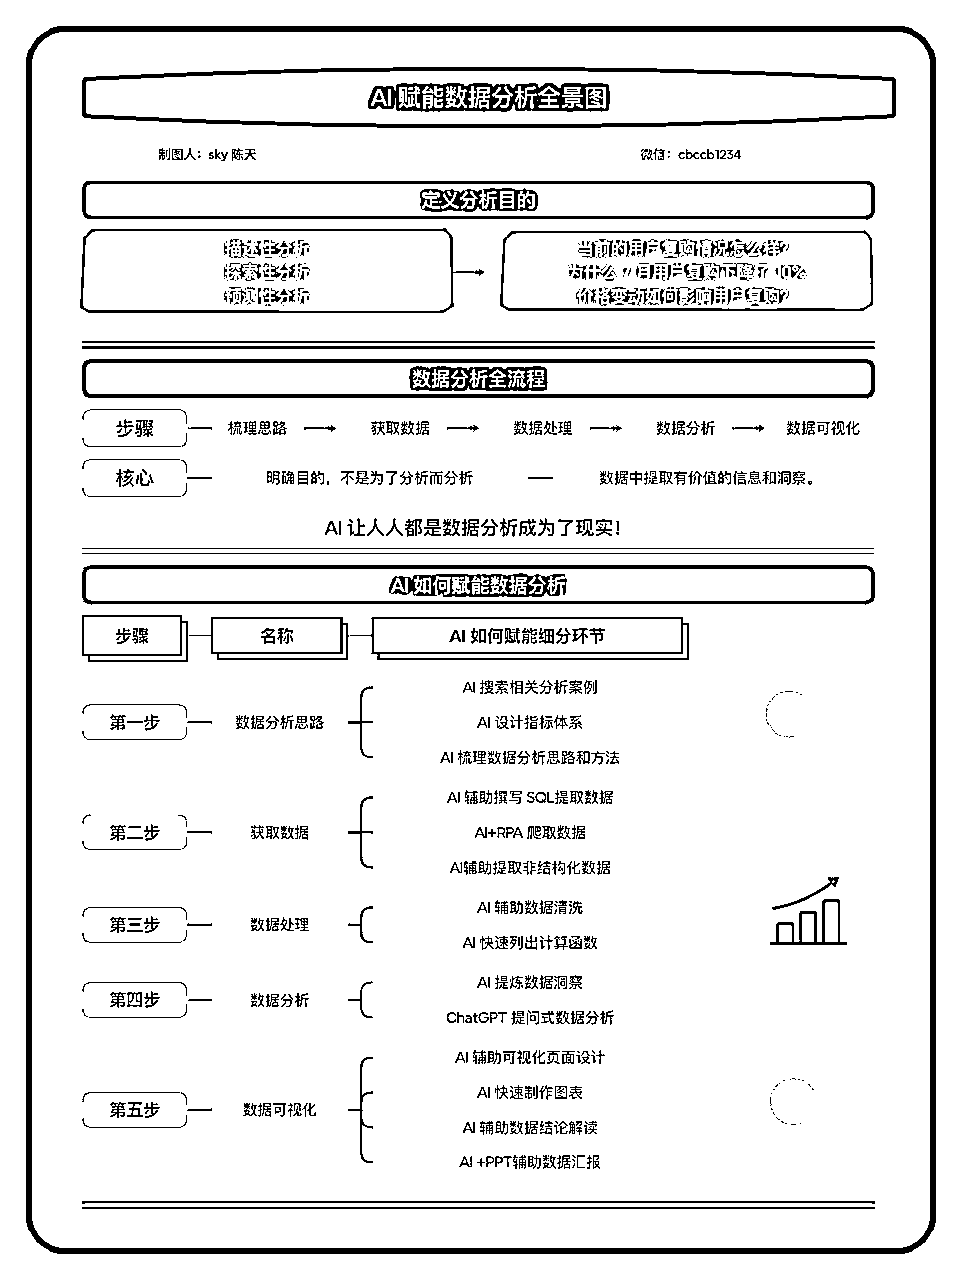 AI 赋能数据分析全景图
制图人：sky 陈天
微信：cbccb1234
定义分析目的
描述性分析
探索性分析
预测性分析
当前的用户复购情况怎么样?
为什么 7 月用户复购下降了 10%
价格变动如何影响用户复购?
数据分析全流程
步骤
梳理思路
获取数据
数据处理
数据分析
数据可视化
核心
明确目的，不是为了分析而分析
数据中提取有价值的信息和洞察。
AI 让人人都是数据分析成为了现实！
AI 如何赋能数据分析
步骤
名称
AI 如何赋能细分环节
第一步
数据分析思路
AI 搜索相关分析案例
AI 设计指标体系
AI 梳理数据分析思路和方法
第二步
获取数据
AI 辅助撰写 SQL提取数据
AI+RPA 爬取数据
AI辅助提取非结构化数据
第三步
数据处理
AI 辅助数据清洗
AI 快速列出计算函数
第四步
数据分析
AI 提炼数据洞察
ChatGPT 提问式数据分析
第五步
数据可视化
AI 辅助可视化页面设计
AI 快速制作图表
AI 辅助数据结论解读
AI +PPT辅助数据汇报